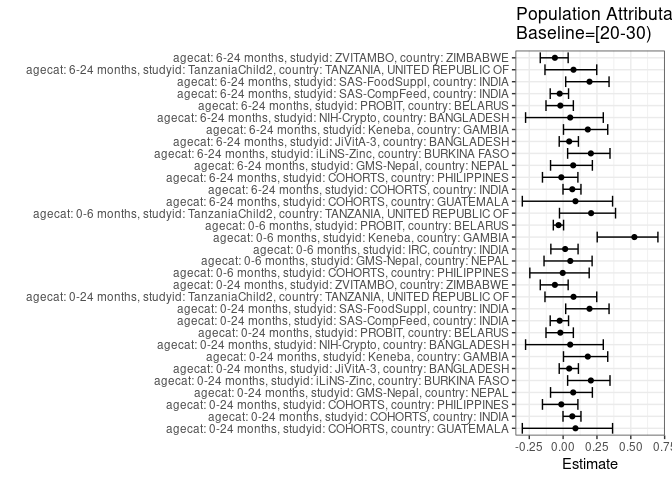 Population Attributa
Baseline=[20-30)
agecat: 6-24 months, studyid: ZVITAMBO, country: ZIMBABWE
agecat: 6-24 months, studyid: TanzaniaChild2, country: TANZANIA, UNITED REPUBLIC OF
agecat: 6-24 months, studyid: SAS-FoodSuppl, country: INDIA
agecat: 6-24 months, studyid: SAS-CompFeed, country: INDIA
agecat: 6-24 months, studyid: PROBIT, country: BELARUS
agecat: 6-24 months, studyid: NIH-Crypto, country: BANGLADESH
agecat: 6-24 months, studyid: Keneba, country: GAMBIA
agecat: 6-24 months, studyid: JiVitA-3, country: BANGLADESH
agecat: 6-24 months, studyid: iLiNS-Zinc, country: BURKINA FASO
agecat: 6-24 months, studyid: GMS-Nepal, country: NEPAL
agecat: 6-24 months, studyid: COHORTS, country: PHILIPPINES
agecat: 6-24 months, studyid: COHORTS, country: INDIA
agecat: 6-24 months, studyid: COHORTS, country: GUATEMALA
agecat: 0-6 months, studyid: TanzaniaChild2, country: TANZANIA, UNITED REPUBLIC OF
agecat: 0-6 months, studyid: PROBIT, country: BELARUS
agecat: 0-6 months, studyid: Keneba, country: GAMBIA
agecat: 0-6 months, studyid: IRC, country: INDIA
agecat: 0-6 months, studyid: GMS-Nepal, country: NEPAL
agecat: 0-6 months, studyid: COHORTS, country: PHILIPPINES
agecat: 0-24 months, studyid: ZVITAMBO, country: ZIMBABWE
agecat: 0-24 months, studyid: TanzaniaChild2, country: TANZANIA, UNITED REPUBLIC OF
agecat: 0-24 months, studyid: SAS-FoodSuppl, country: INDIA
agecat: 0-24 months, studyid: SAS-CompFeed, country: INDIA
agecat: 0-24 months, studyid: PROBIT, country: BELARUS
agecat: 0-24 months, studyid: NIH-Crypto, country: BANGLADESH
agecat: 0-24 months, studyid: Keneba, country: GAMBIA
agecat: 0-24 months, studyid: JiVitA-3, country: BANGLADESH
agecat: 0-24 months, studyid: iLiNS-Zinc, country: BURKINA FASO
agecat: 0-24 months, studyid: GMS-Nepal, country: NEPAL
agecat: 0-24 months, studyid: COHORTS, country: PHILIPPINES
agecat: 0-24 months, studyid: COHORTS, country: INDIA
agecat: 0-24 months, studyid: COHORTS, country: GUATEMALA
-0.25 0.00 0.25 0.50 0.75
Estimate